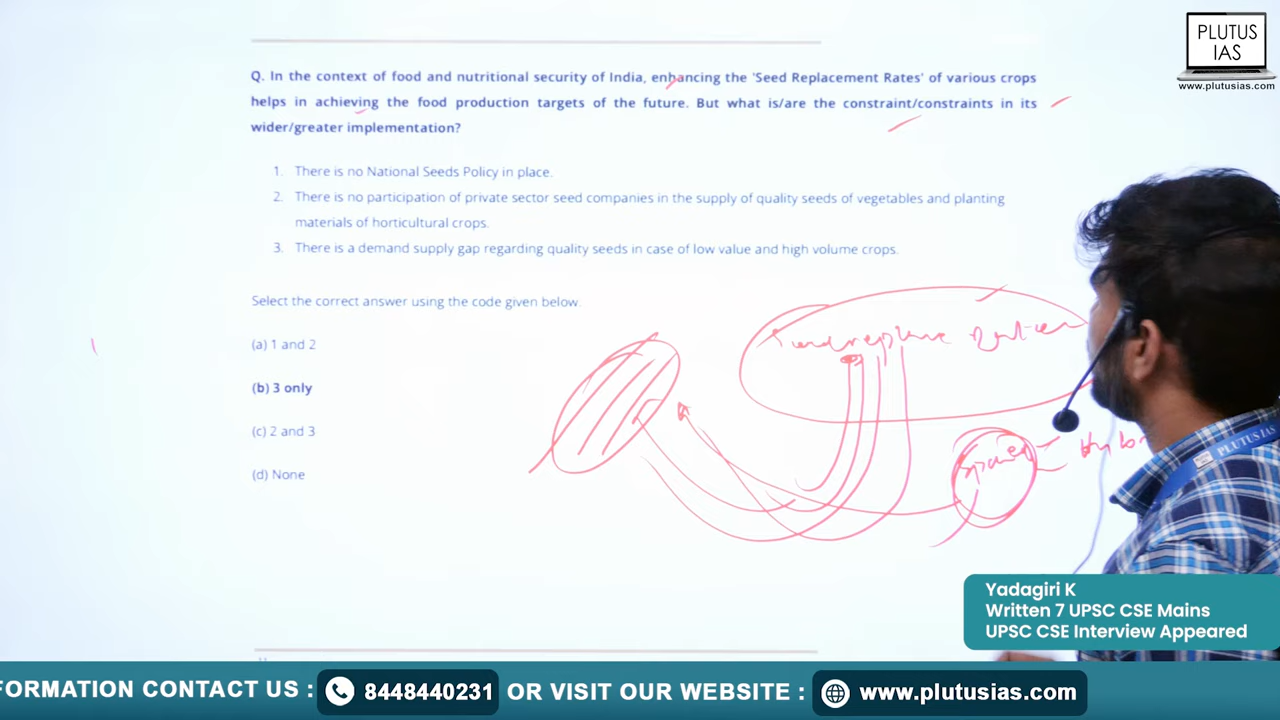 PLUTUS
IAS
www.plutusias.com
Q. In the context of food and nutritional security of India, enhancing the 'Seed Replacement Rates' of various crops
helps in achieving the food production targets of the future. But what is/are the constraint/constraints in its
wider/greater implementation?
1. There is no National Seeds Policy in place.
2. There is no participation of private sector seed companies in the supply of quality seeds of vegetables and planting
materials of horticultural crops.
3. There is a demand supply gap regarding quality seeds in case of low value and high volume crops.
Select the correct answer using the code given below.
(a) 1 and 2
(b) 3 only
(c) 2 and 3
(d) None
PLUTUS IAS
Yadagiri K
Written 7 UPSC CSE Mains
UPSC CSE Interview Appeared
FORMATION CONTACT US : 8448440231 OR VISIT OUR WEBSITE : www.plutusias.com